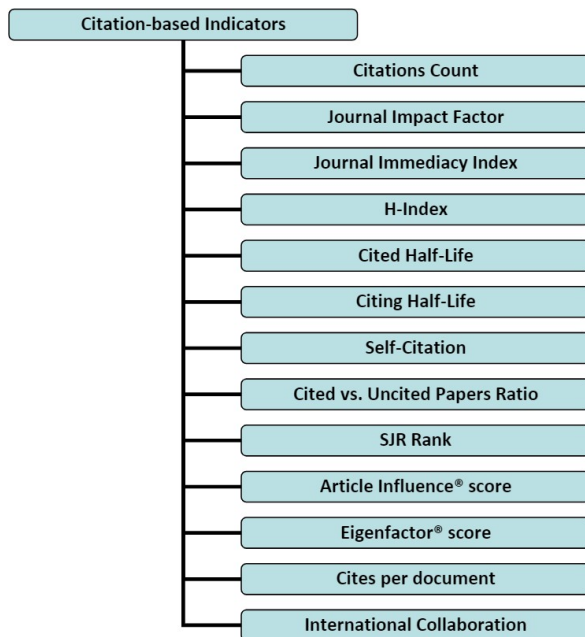 Citation-based Indicators
Citations Count
Journal Impact Factor
Journal Immediacy Index
H-Index
Cited Half-Life
Citing Half-Life
Self-Citation
Cited vs. Uncited Papers Ratio
SJR Rank
Article Influence® score
Eigenfactor® score
Cites per document
International Collaboration